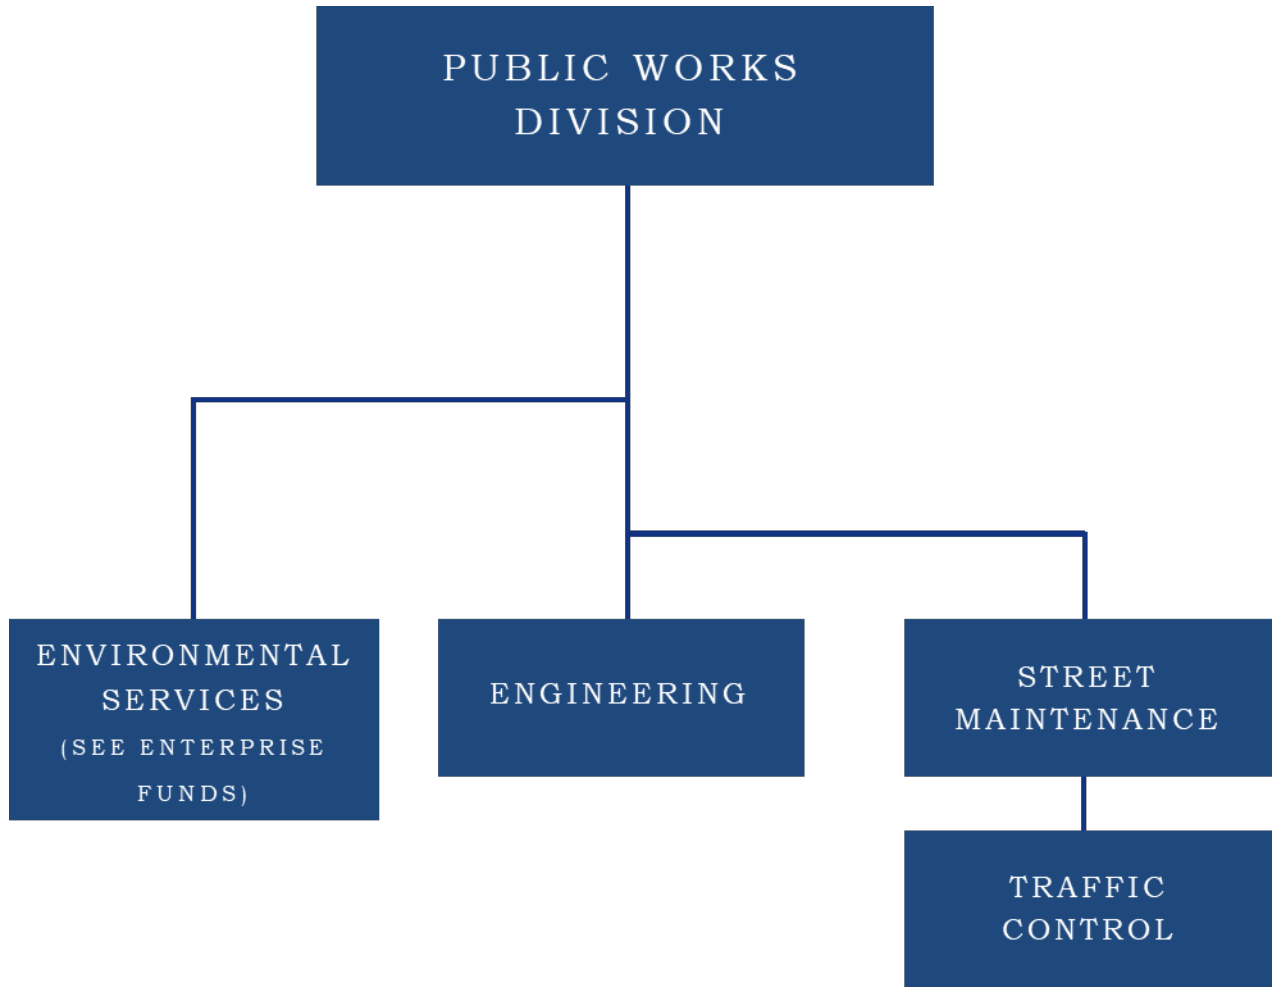 PUBLIC WORKS
DIVISION
ENVIRONMENTAL
SERVICES
(SEE ENTERPRISE
FUNDS)
ENGINEERING
STREET
MAINTENANCE
TRAFFIC
CONTROL